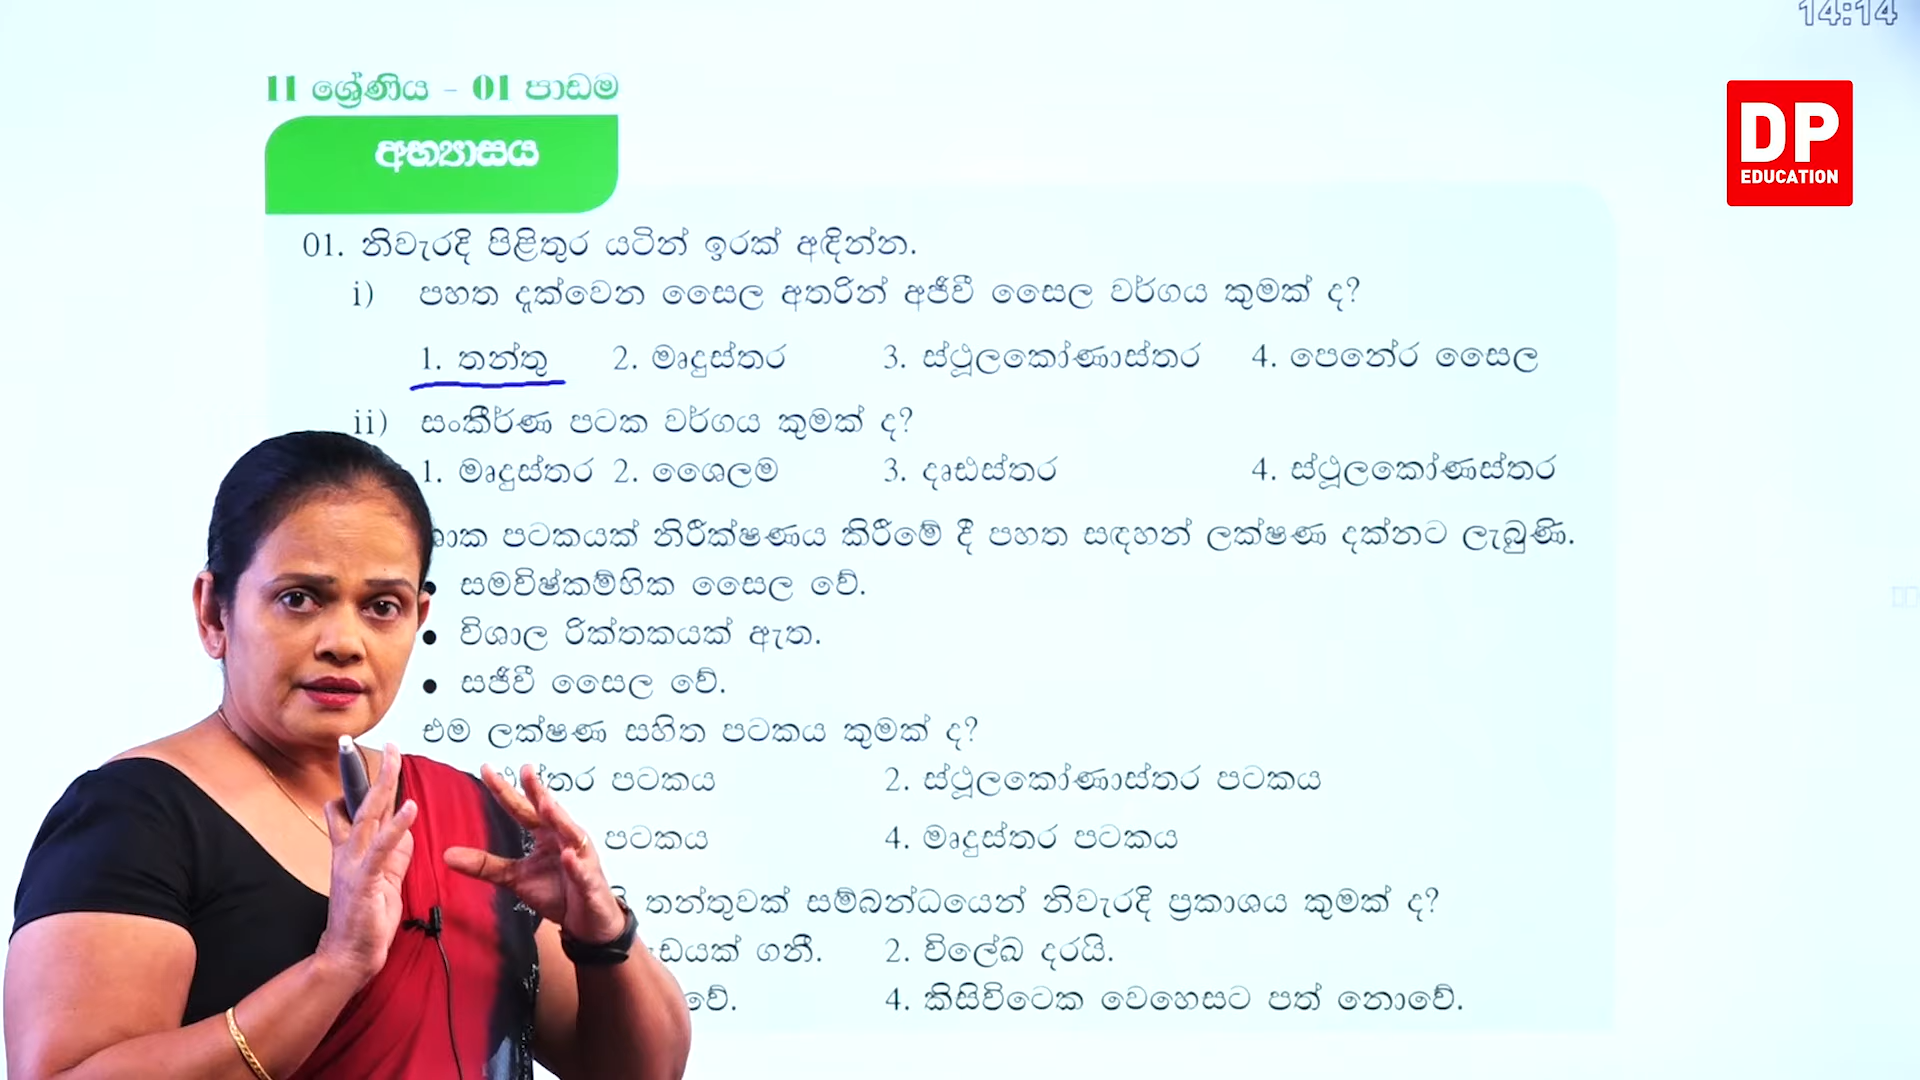 14:14
11 ශ්‍රේණිය - 01 පාඩම
DP
EDUCATION
අභ්‍යාසය
01. නිවැරදි පිළිතුර යටින් ඉරක් අඳින්න.
i) පහත දැක්වෙන සෛල අතරින් අජීවී සෛල වර්ගය කුමක් ද?
1. තන්තු 2. මෘදුස්තර 3. ස්ථූලකෝණාස්තර 4. පෙනේර සෛල
ii) සංකීර්ණ පටක වර්ගය කුමක් ද?
1. මෘදුස්තර 2. ශෛලම 3. දෘඪස්තර 4. ස්ථූලකෝණස්තර
ශාක පටකයක් නිරීක්ෂණය කිරීමේ දී පහත සඳහන් ලක්ෂණ දක්නට ලැබුණි.
• සමවිෂ්කම්භික සෛල වේ.
• විශාල රික්තකයක් ඇත.
• සජීවී සෛල වේ.
එම ලක්ෂණ සහිත පටකය කුමක් ද?
පටකය 2. ස්ථූලකෝණාස්තර පටකය
පටකය 4. මෘදුස්තර පටකය
තන්තුවක් සම්බන්ධයෙන් නිවැරදි ප්‍රකාශය කුමක් ද?
ගනී. 2. විලේඛ දරයි.
වේ. 4. කිසිවිටෙක වෙහෙසට පත් නොවේ.